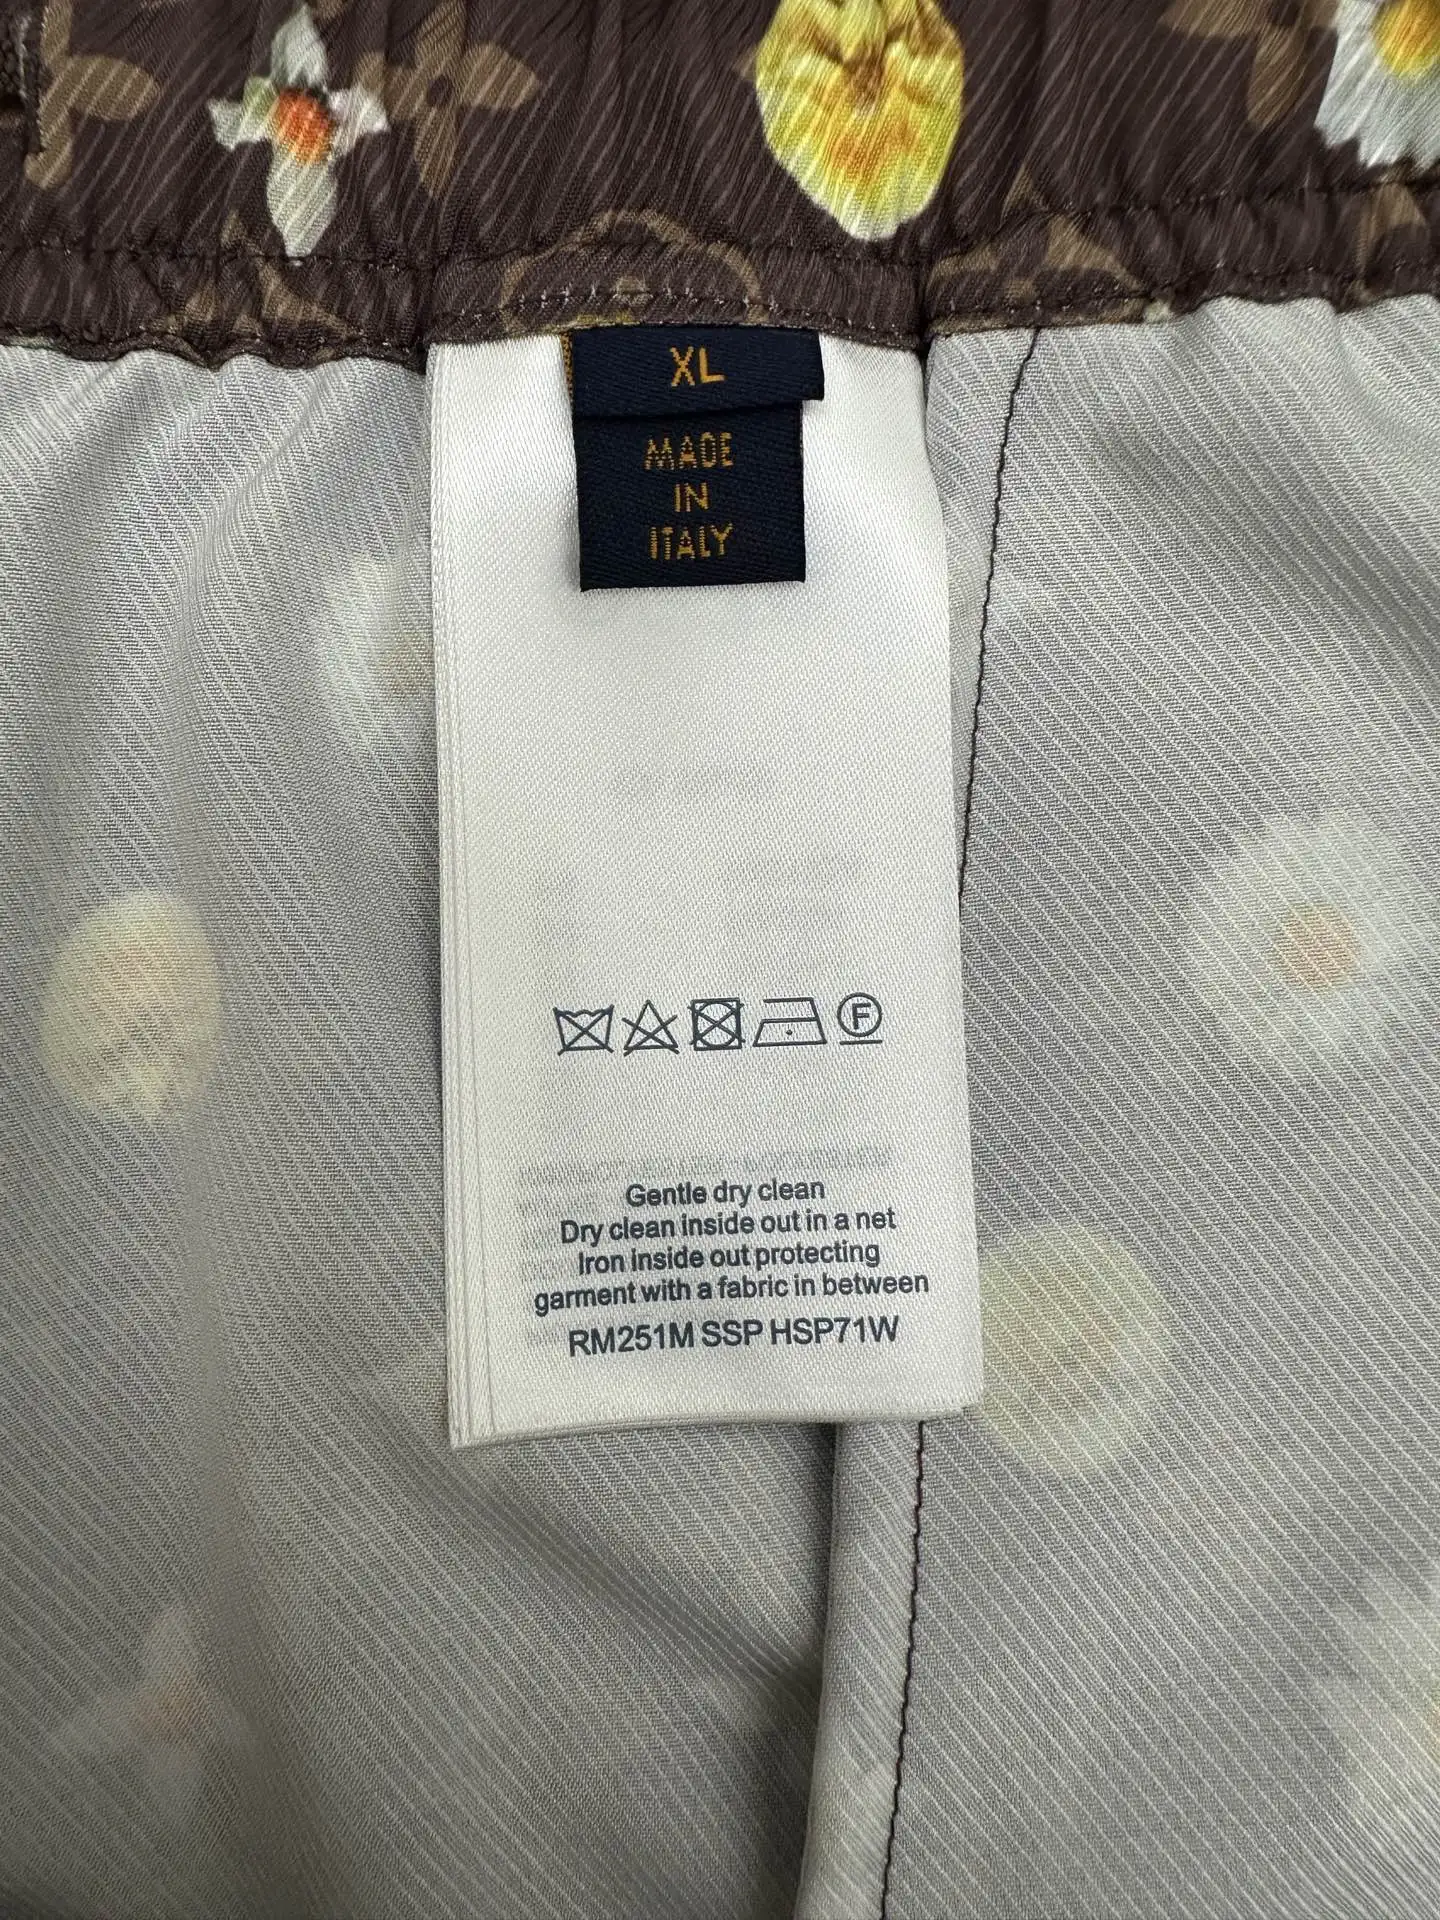 XL
MADE
IN
ITALY
F
Gentle dry clean
Dry clean inside out in a net
Iron inside out protecting
garment with a fabric in between
RM251M SSP HSP71W